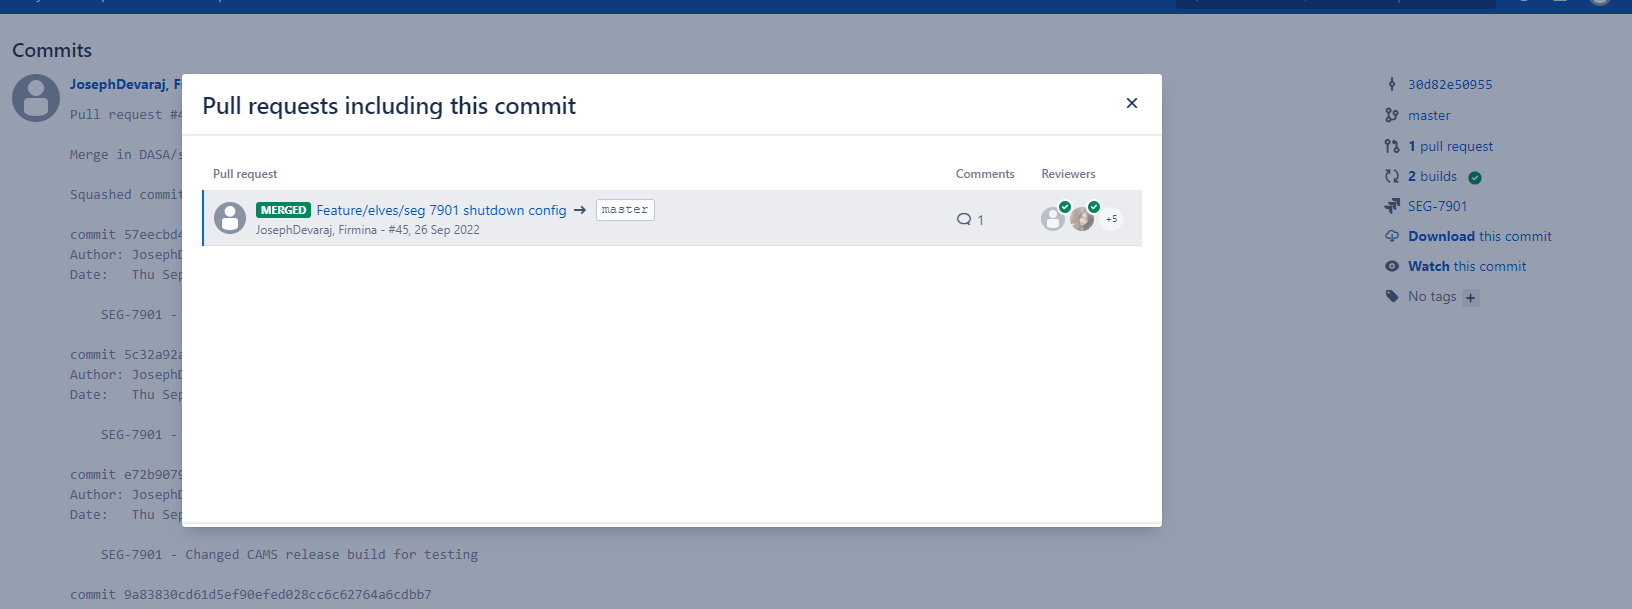 Commits
JosephDevaraj, F
Pull request #4
Merge in DASA/s
Squashed commit
commit 57eecbd4
Author: JosephD
Date:   Thu Sep
SEG-7901 -
commit 5c32a92a
Author: JosephD
Date:   Thu Sep
SEG-7901 -
commit e72b9079
Author: JosephD
Date:   Thu Sep
SEG-7901 - Changed CAMS release build for testing
commit 9a83830cd61d5ef90efed028cc6c62764a6cdbb7
Pull requests including this commit
Pull request Comments Reviewers
MERGED Feature/elves/seg 7901 shutdown config → master
JosephDevaraj, Firmina - #45, 26 Sep 2022
1
+5
30d82e50955
master
1 pull request
2 builds
SEG-7901
Download this commit
Watch this commit
No tags +